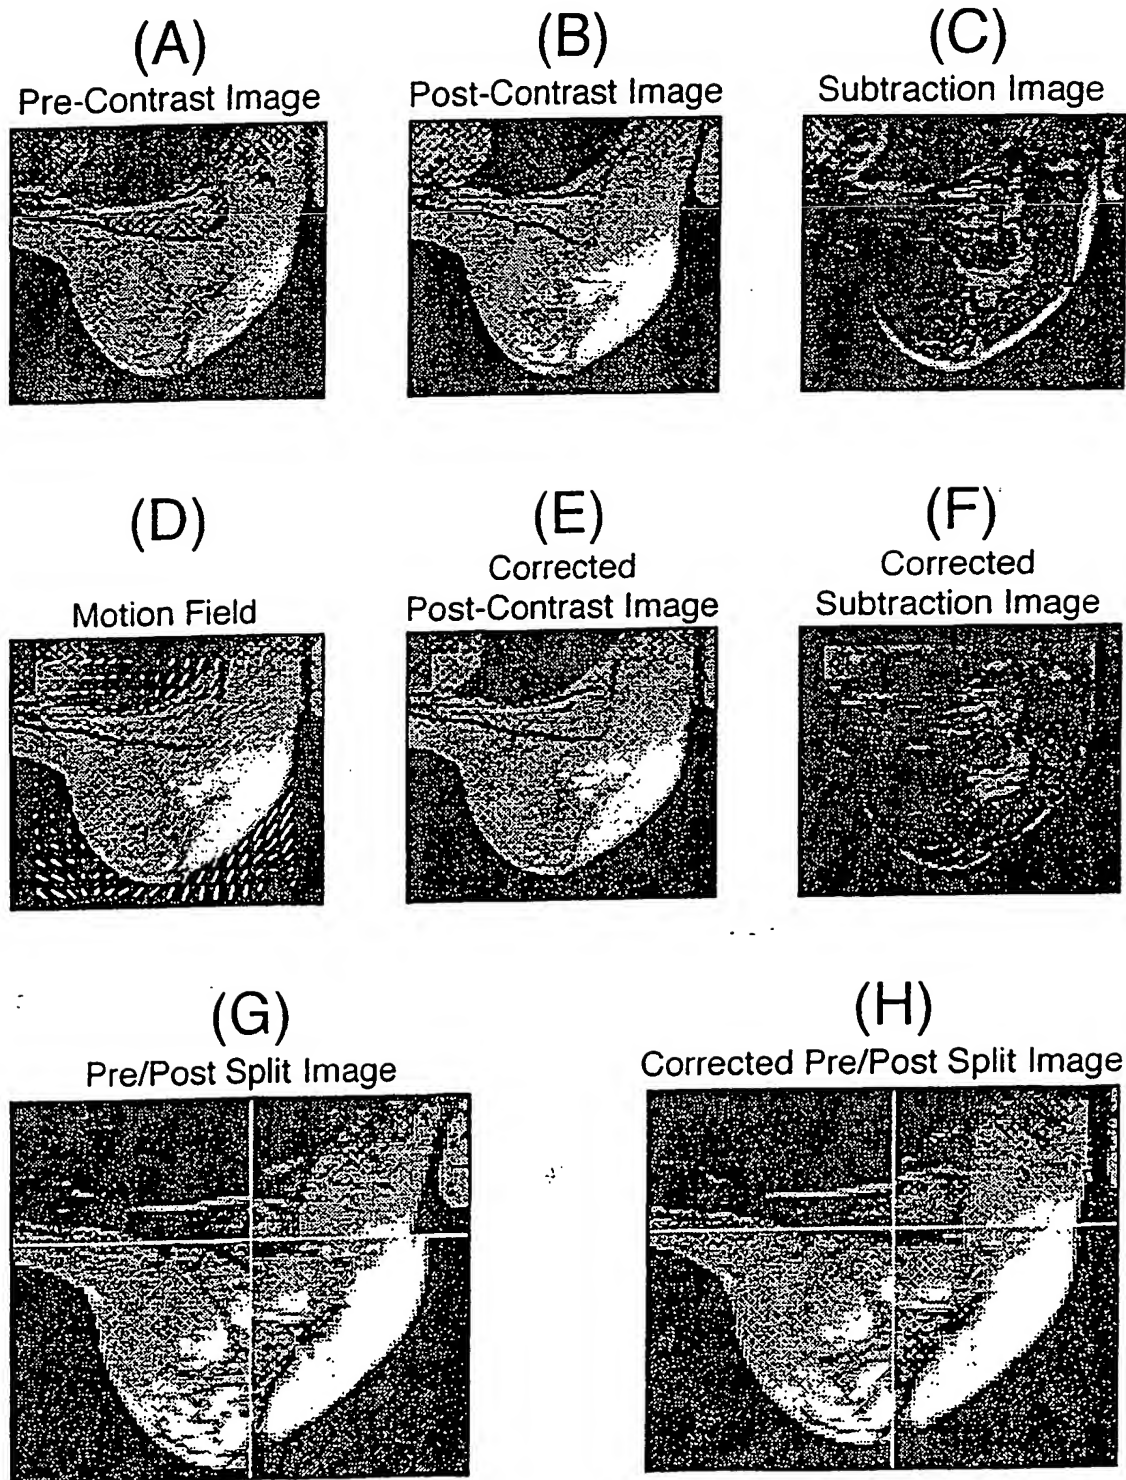 (A)
Pre-Contrast Image
(B)
Post-Contrast Image
(C)
Subtraction Image
(D)
Motion Field
(E)
Corrected
Post-Contrast Image
(F)
Corrected
Subtraction Image
(G)
Pre/Post Split Image
(H)
Corrected Pre/Post Split Image